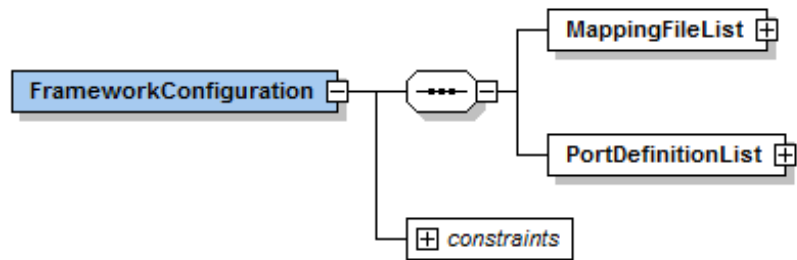 MappingFileList
FrameworkConfiguration
PortDefinitionList
constraints